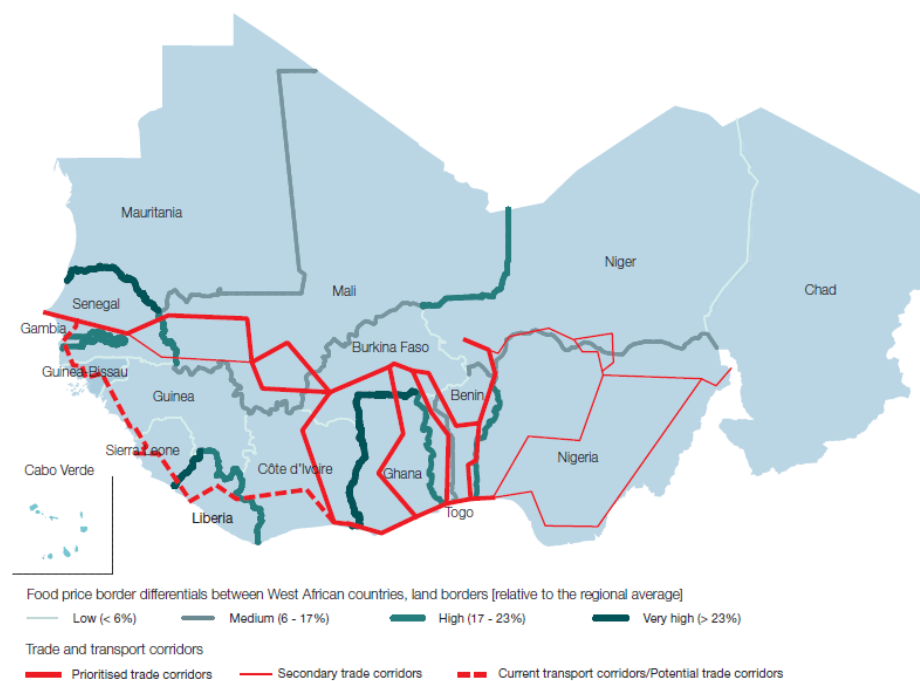 Mauritania
Niger
Mali
Chad
Senegal
Gambia
Burkina Faso
Guinea-Bissau
Benin
Guinea
Sierra Leone
Nigeria
Cabo Verde
Côte d'Ivoire
Ghana
Togo
Liberia
Food price border differentials between West African countries, land borders [relative to the regional average]
Low (< 6%) Medium (6 - 17%) High (17 - 23%) Very high (> 23%)
Trade and transport corridors
Prioritised trade corridors Secondary trade corridors Current transport corridors/Potential trade corridors